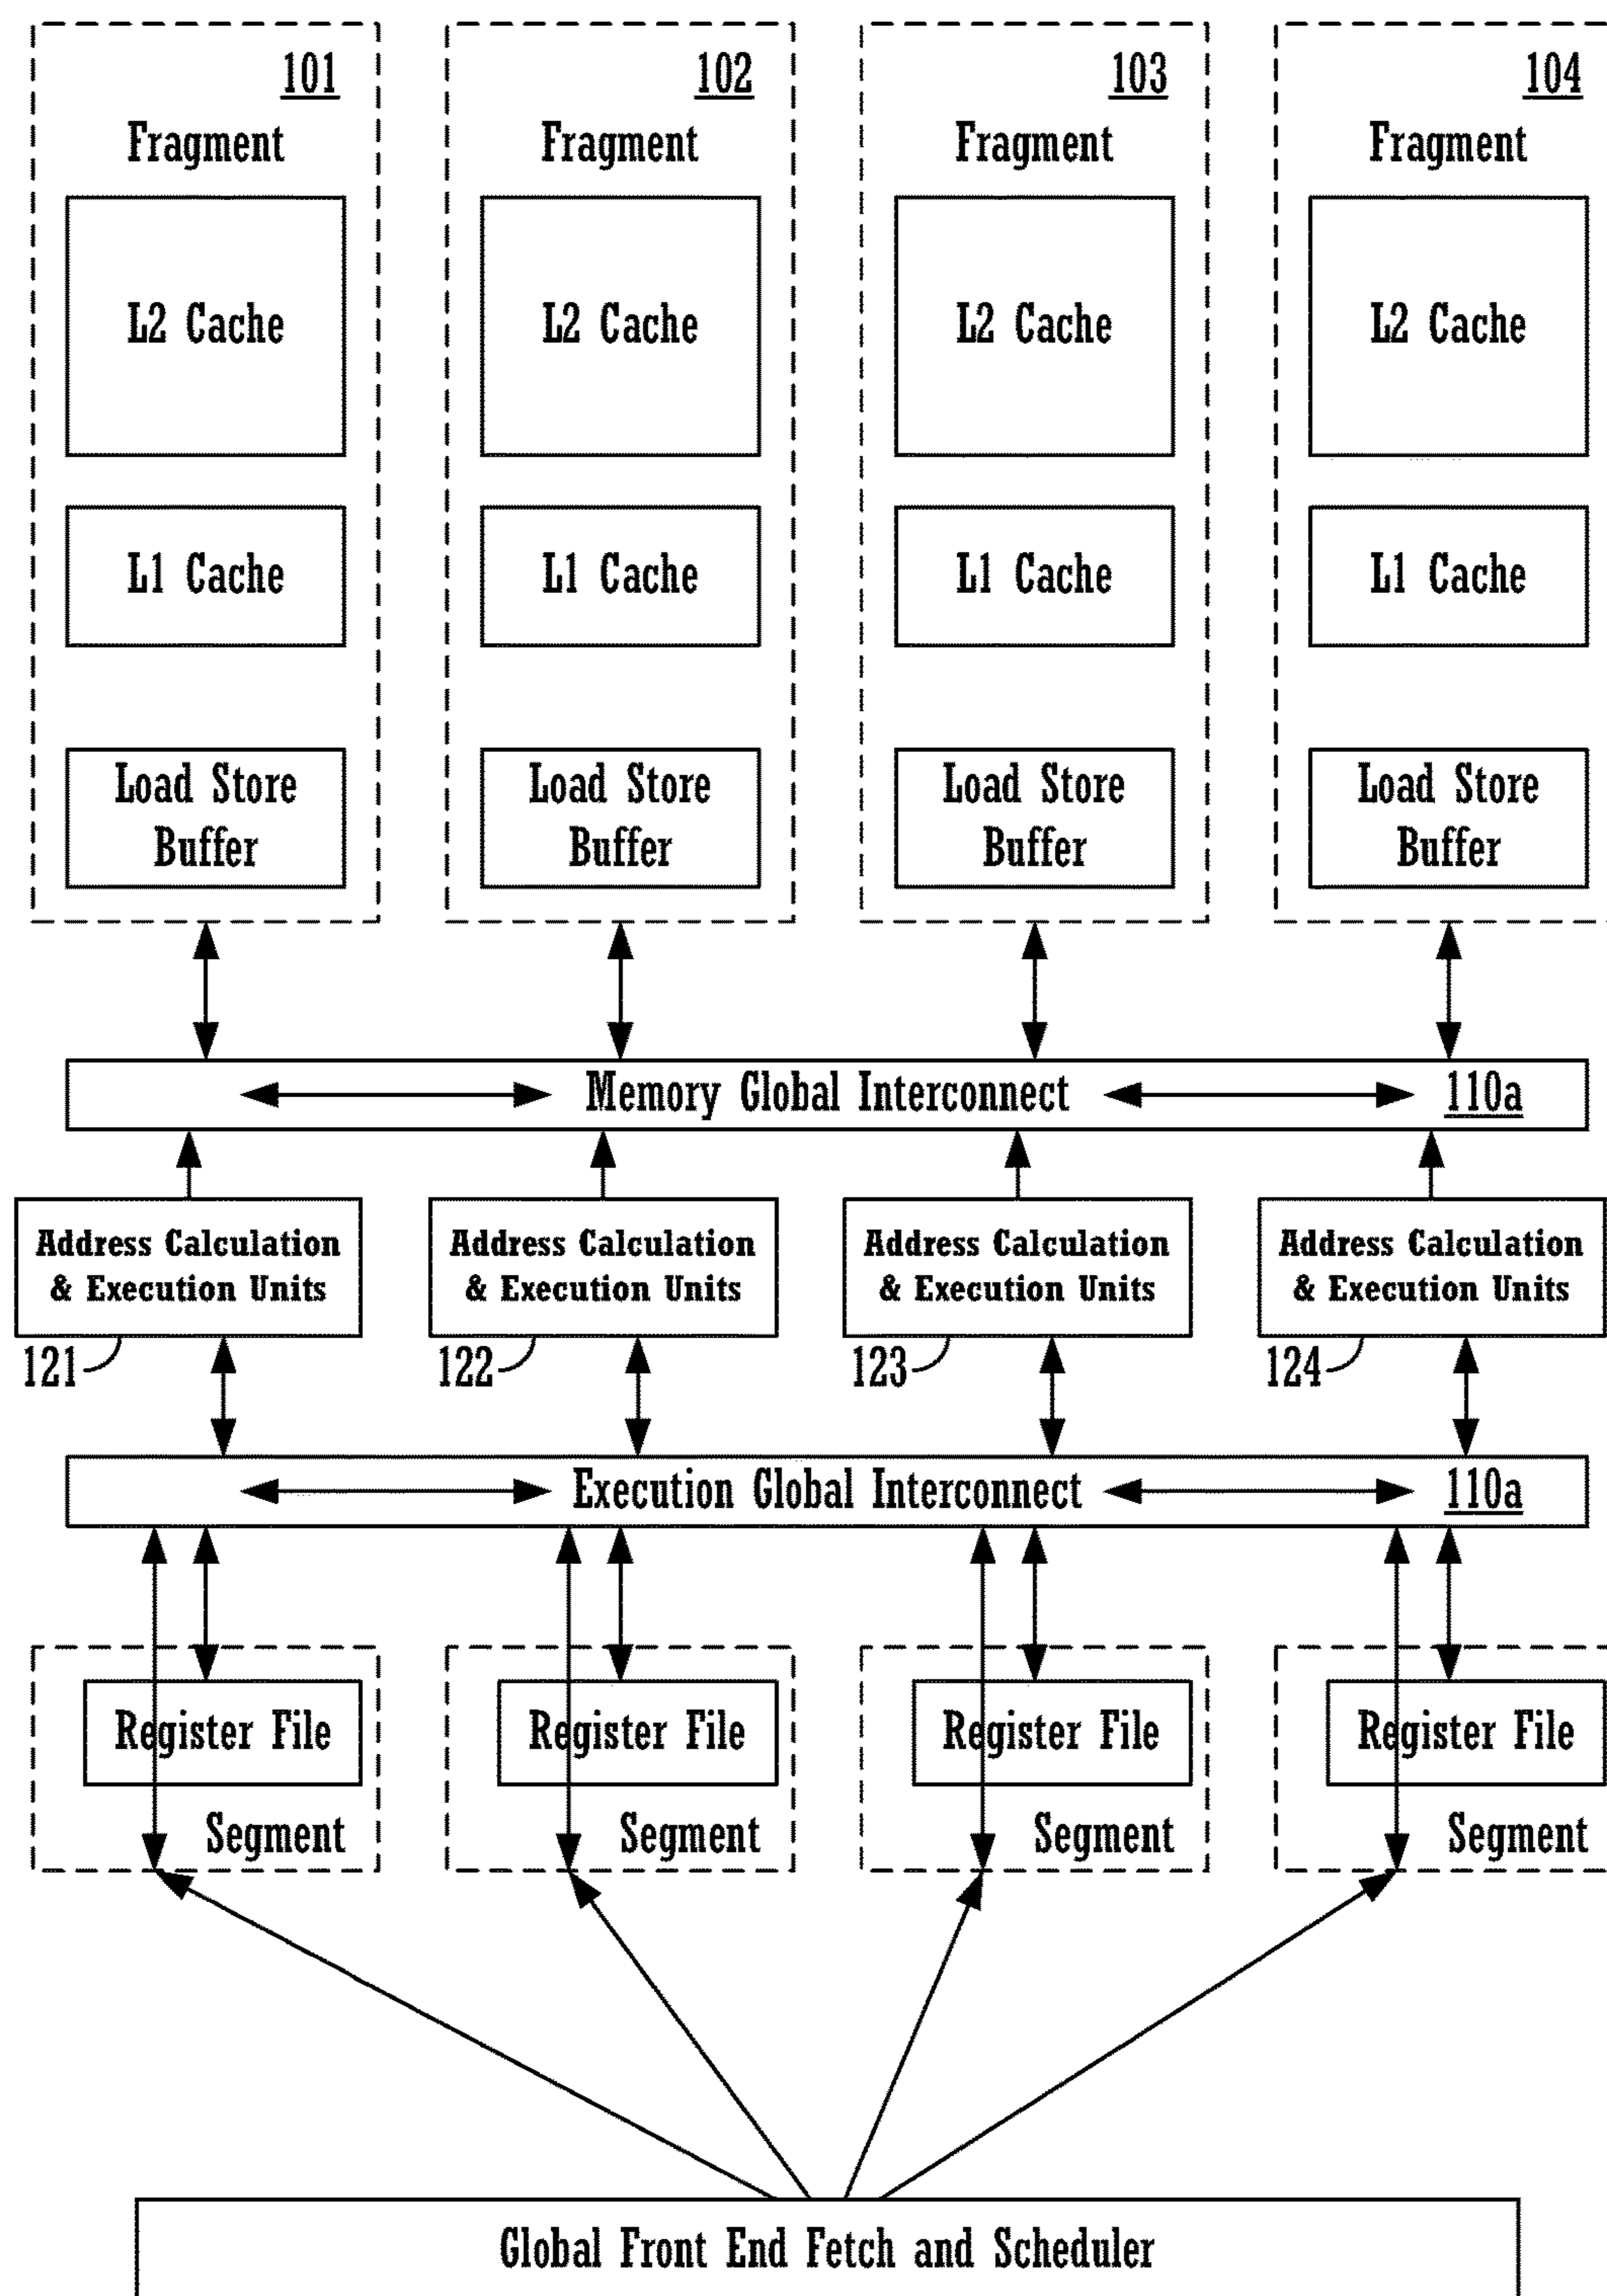 101 102 103 104
Fragment Fragment Fragment Fragment
L2 Cache L2 Cache L2 Cache L2 Cache
L1 Cache L1 Cache L1 Cache L1 Cache
Load Store Load Store Load Store Load Store
Buffer Buffer Buffer Buffer
Memory Global Interconnect 110a
Address Calculation Address Calculation Address Calculation Address Calculation
& Execution Units & Execution Units & Execution Units & Execution Units
121 122 123 124
Execution Global Interconnect 110a
Register File Register File Register File Register File
Segment Segment Segment Segment
Global Front End Fetch and Scheduler